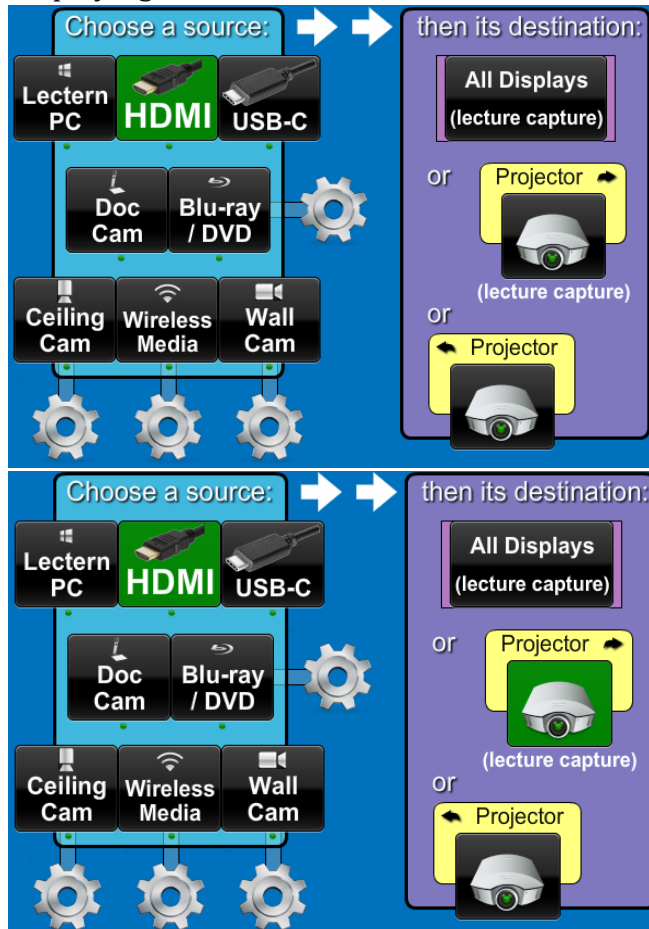 Choose a source:
then its destination:
Lectern
PC
HDMI
USB-C
All Displays
(lecture capture)
or
Projector
Doc
Cam
Blu-ray
/ DVD
(lecture capture)
or
Ceiling
Cam
Wireless
Media
Wall
Cam
Projector
Choose a source:
then its destination:
Lectern
PC
HDMI
USB-C
All Displays
(lecture capture)
or
Projector
Doc
Cam
Blu-ray
/ DVD
(lecture capture)
or
Ceiling
Cam
Wireless
Media
Wall
Cam
Projector